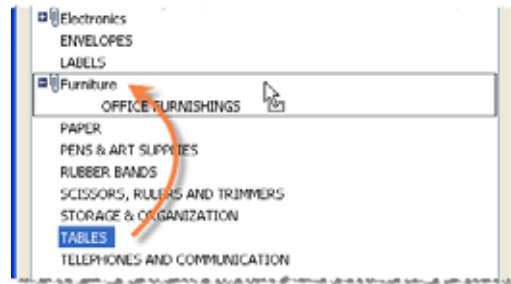 Electronics
ENVELOPES
LABELS
Furniture
OFFICE FURNISHINGS
PAPER
PENS & ART SUPPLIES
RUBBER BANDS
SCISSORS, RULERS AND TRIMMERS
STORAGE & ORGANIZATION
TABLES
TELEPHONES AND COMMUNICATION